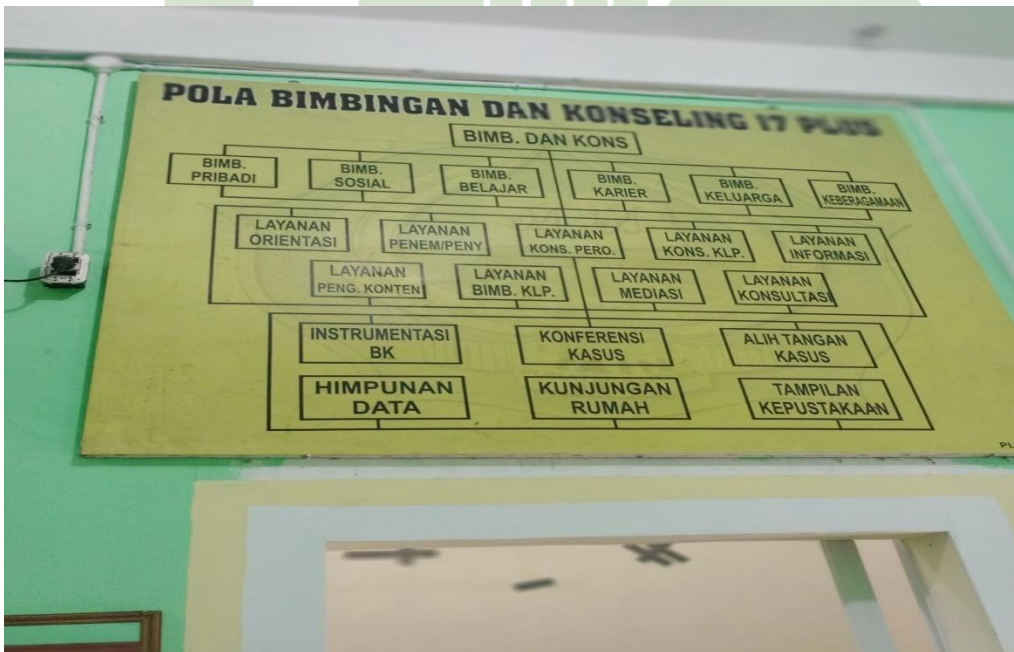 POLA BIMBINGAN DAN KONSELING 17 PLUS
BIMB. DAN KONS
BIMB.
PRIBADI
BIMB.
SOSIAL
BIMB.
BELAJAR
BIMB.
KARIER
BIMB.
KELUARGA
BIMB.
KEBERAGAMAAN
LAYANAN
ORIENTASI
LAYANAN
PENEM/PENY
LAYANAN
KONS. PERO.
LAYANAN
KONS. KLP.
LAYANAN
INFORMASI
LAYANAN
PENG. KONTEN
LAYANAN
BIMB. KLP.
LAYANAN
MEDIASI
LAYANAN
KONSULTASI
INSTRUMENTASI
BK
KONFERENSI
KASUS
ALIH TANGAN
KASUS
HIMPUNAN
DATA
KUNJUNGAN
RUMAH
TAMPILAN
KEPUSTAKAAN
PL